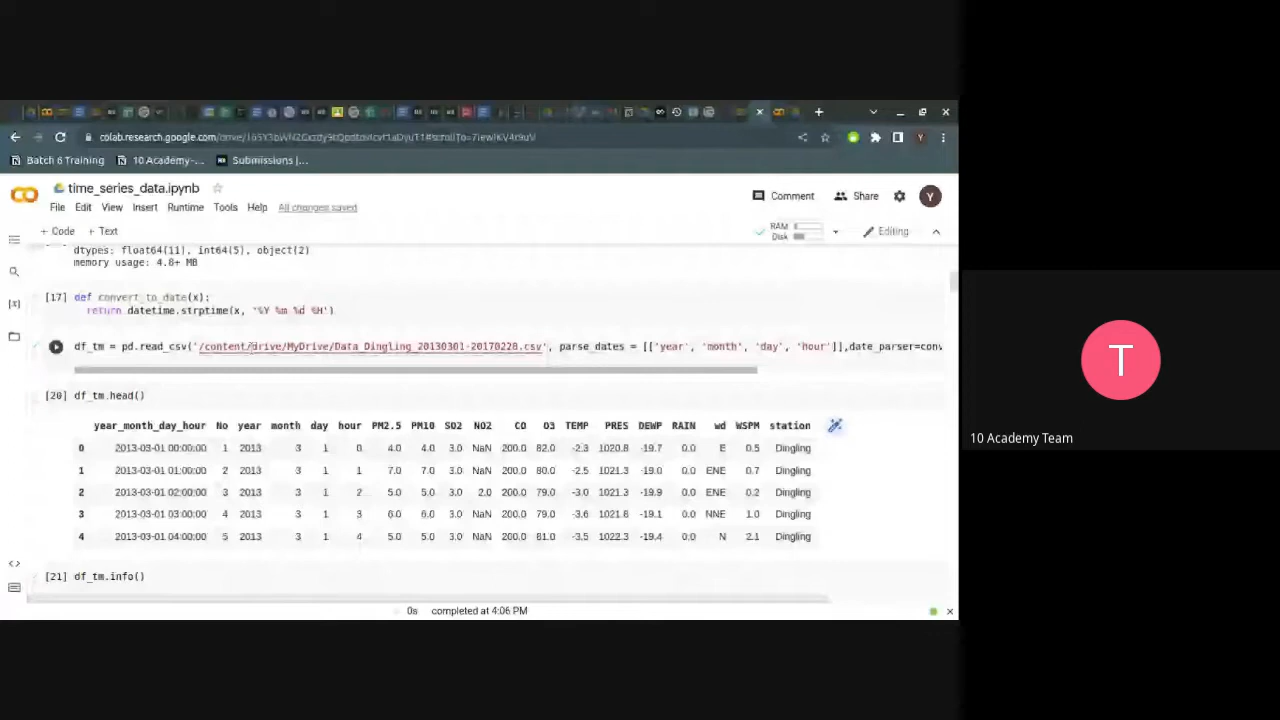 colab.research.google.com
Batch 6 Training 10 Academy-... Submissions |...
time_series_data.ipynb
Comment Share Y
File Edit View Insert Runtime Tools Help All changes saved
+ Code + Text
RAM
Disk
Editing
dtypes: float64(11), int64(5), object(2)
memory usage: 4.8+ MB
[17] def convert_to_date(x):
return datetime.strptime(x, '%Y %m %d %H')
df_tm = pd.read_csv('/content/drive/MyDrive/Data_Dingling_20130301-20170228.csv', parse_dates = [['year', 'month', 'day', 'hour']],date_parser=conv
[20] df_tm.head()
year_month_day_hour No year month day hour PM2.5 PM10 SO2 NO2 CO O3 TEMP PRES DEWP RAIN wd WSPM station
0 2013-03-01 00:00:00 1 2013 3 1 0 4.0 4.0 3.0 NaN 200.0 82.0 -2.3 1020.8 -19.7 0.0 E 0.5 Dingling
1 2013-03-01 01:00:00 2 2013 3 1 1 7.0 7.0 3.0 NaN 200.0 80.0 -2.5 1021.3 -19.0 0.0 ENE 0.7 Dingling
2 2013-03-01 02:00:00 3 2013 3 1 2 5.0 5.0 3.0 2.0 200.0 79.0 -3.0 1021.3 -19.9 0.0 ENE 0.2 Dingling
3 2013-03-01 03:00:00 4 2013 3 1 3 6.0 6.0 3.0 NaN 200.0 79.0 -3.6 1021.8 -19.1 0.0 NNE 1.0 Dingling
4 2013-03-01 04:00:00 5 2013 3 1 4 5.0 5.0 3.0 NaN 200.0 81.0 -3.5 1022.3 -19.4 0.0 N 2.1 Dingling
[21] df_tm.info()
0s completed at 4:06 PM
T
10 Academy Team